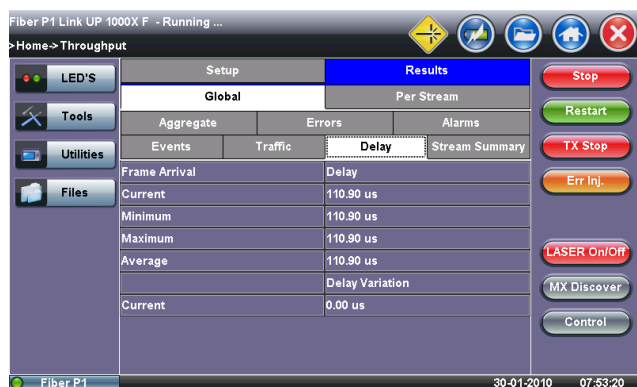 Fiber P1 Link UP 1000X F - Running ...
>Home->Throughput
LED'S
Tools
Utilities
Files
Setup Results
Global Per Stream
Aggregate Errors Alarms
Events Traffic Delay Stream Summary
Frame Arrival Delay
Current 110.90 us
Minimum 110.90 us
Maximum 110.90 us
Average 110.90 us
Delay Variation
Current 0.00 us
Stop
Restart
TX Stop
Err Inj.
LASER On/Off
MX Discover
Control
Fiber P1 30-01-2010 07:53:20